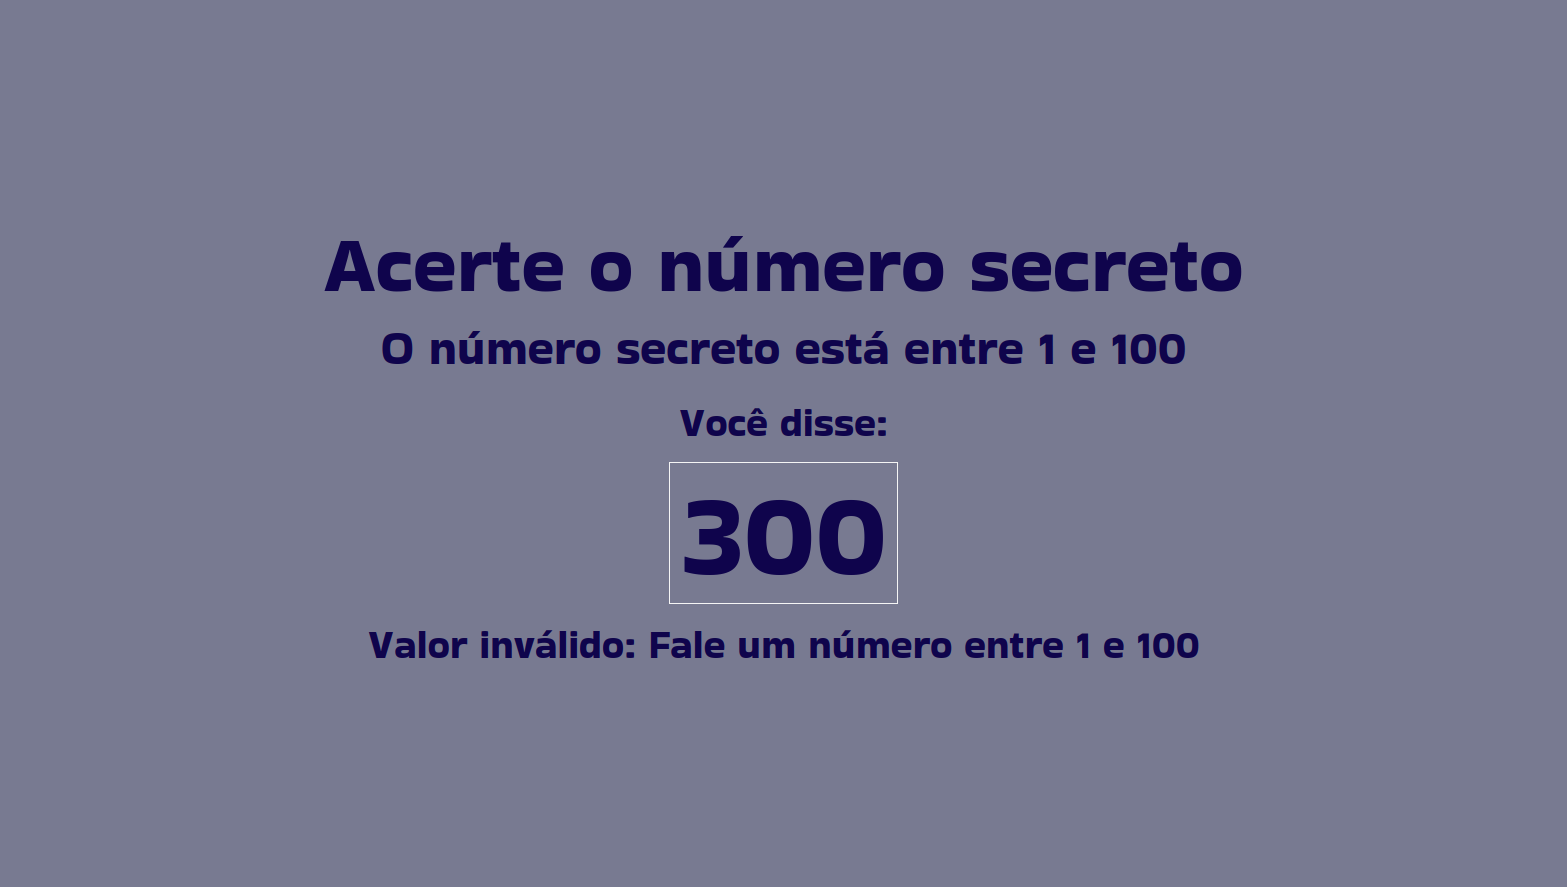 Acerte o número secreto
O número secreto está entre 1 e 100
Você disse:
300
Valor inválido: Fale um número entre 1 e 100